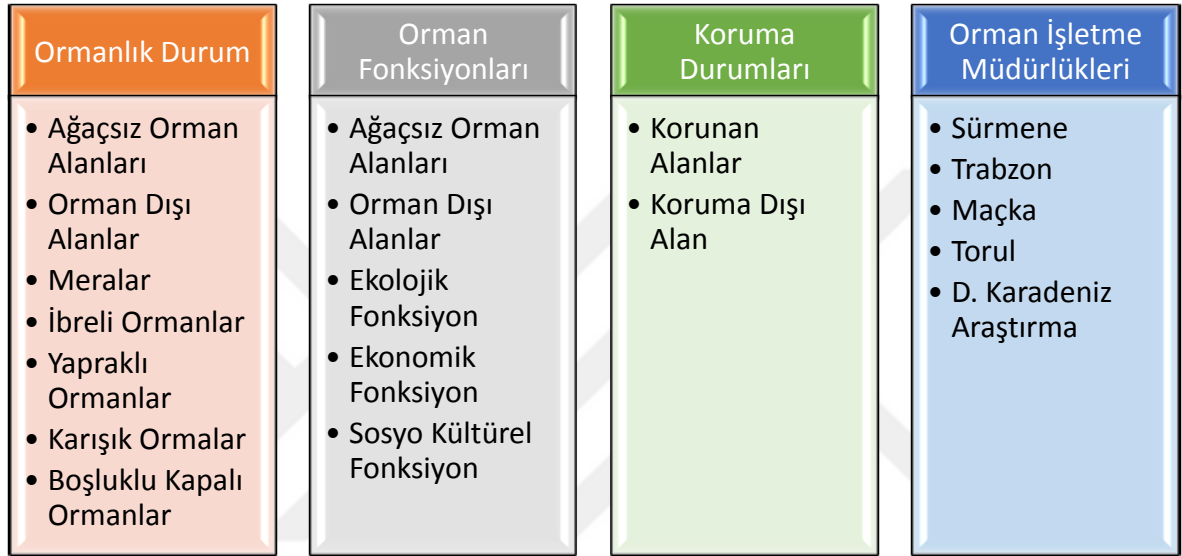 Ormanlık Durum
• Ağaçsız Orman
Alanları
• Orman Dışı
Alanlar
• Meralar
• İbreli Ormanlar
• Yapraklı
Ormanlar
• Karışık Ormalar
• Boşluklu Kapalı
Ormanlar
Orman
Fonksiyonları
• Ağaçsız Orman
Alanları
• Orman Dışı
Alanlar
• Ekolojik
Fonksiyon
• Ekonomik
Fonksiyon
• Sosyo Kültürel
Fonksiyon
Koruma
Durumları
• Korunan
Alanlar
• Koruma Dışı
Alan
Orman İşletme
Müdürlükleri
• Sürmene
• Trabzon
• Maçka
• Torul
• D. Karadeniz
Araştırma